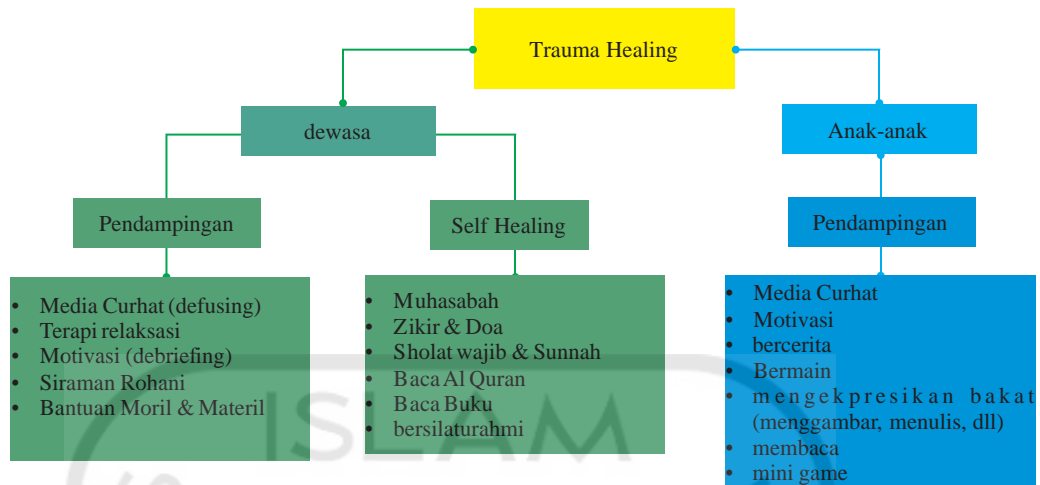 Trauma Healing
dewasa
Anak-anak
Pendampingan
Self Healing
Pendampingan
• Media Curhat (defusing)
• Terapi relaksasi
• Motivasi (debriefing)
• Siraman Rohani
• Bantuan Moril & Materil
• Muhasabah
• Zikir & Doa
• Sholat wajib & Sunnah
• Baca Al Quran
• Baca Buku
• bersilaturahmi
• Media Curhat
• Motivasi
• bercerita
• Bermain
• mengekpresikan bakat
(menggambar, menulis, dll)
• membaca
• mini game
ISLAM